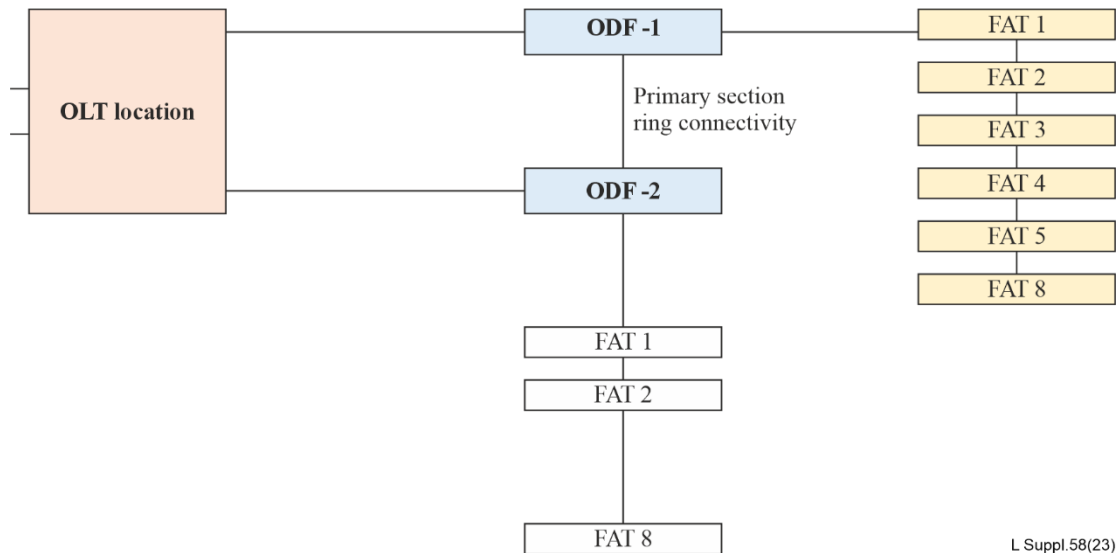 ODF -1
FAT 1
FAT 2
OLT location
Primary section
ring connectivity
FAT 3
ODF -2
FAT 4
FAT 5
FAT 8
FAT 1
FAT 2
FAT 8
L Suppl.58(23)